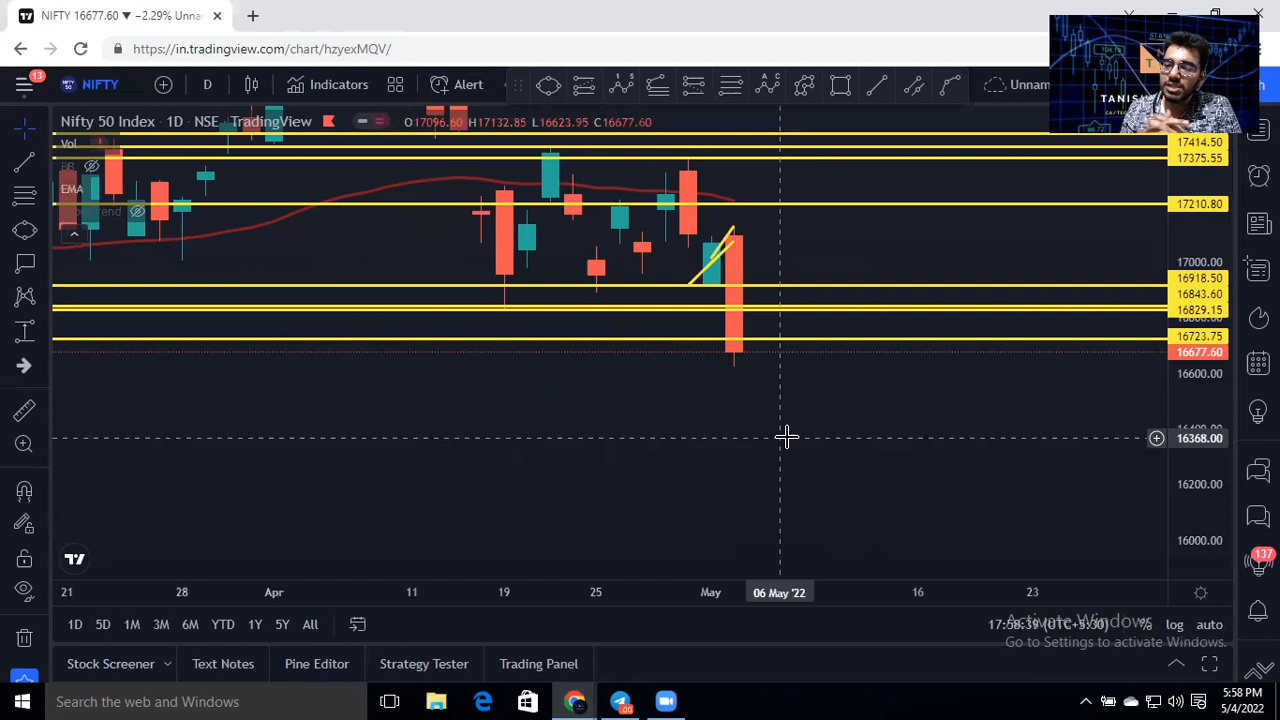 NIFTY 16677.60 ▼ −2.29% Unna
https://in.tradingview.com/chart/hzyexMQV/
13
NIFTY
D
Indicators
Alert
Unnam
TANIS
Nifty 50 Index · 1D · NSE TradingView
O17096.60 H17132.85 L16623.95 C16677.60
Vol
BB
EMA
17414.50
17375.55
17210.80
17000.00
16918.50
16843.60
16829.15
16723.75
16677.60
16600.00
16368.00
16200.00
16000.00
21 28 Apr 11 19 25 May 06 May '22 16 23
1D 5D 1M 3M 6M YTD 1Y 5Y All
17:58:39 (UTC+5:30) % log auto
137
Activate Windows
Go to Settings to activate Windows.
Stock Screener Text Notes Pine Editor Strategy Tester Trading Panel
Search the web and Windows
5:58 PM
5/4/2022